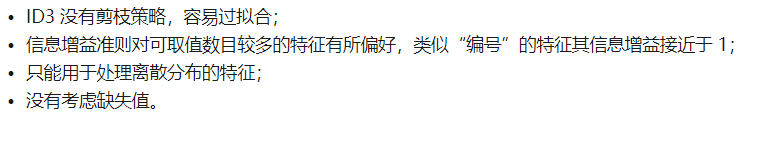 • ID3 没有剪枝策略，容易过拟合；
• 信息增益准则对可取值数目较多的特征有所偏好，类似“编号”的特征其信息增益接近于 1；
• 只能用于处理离散分布的特征；
• 没有考虑缺失值。